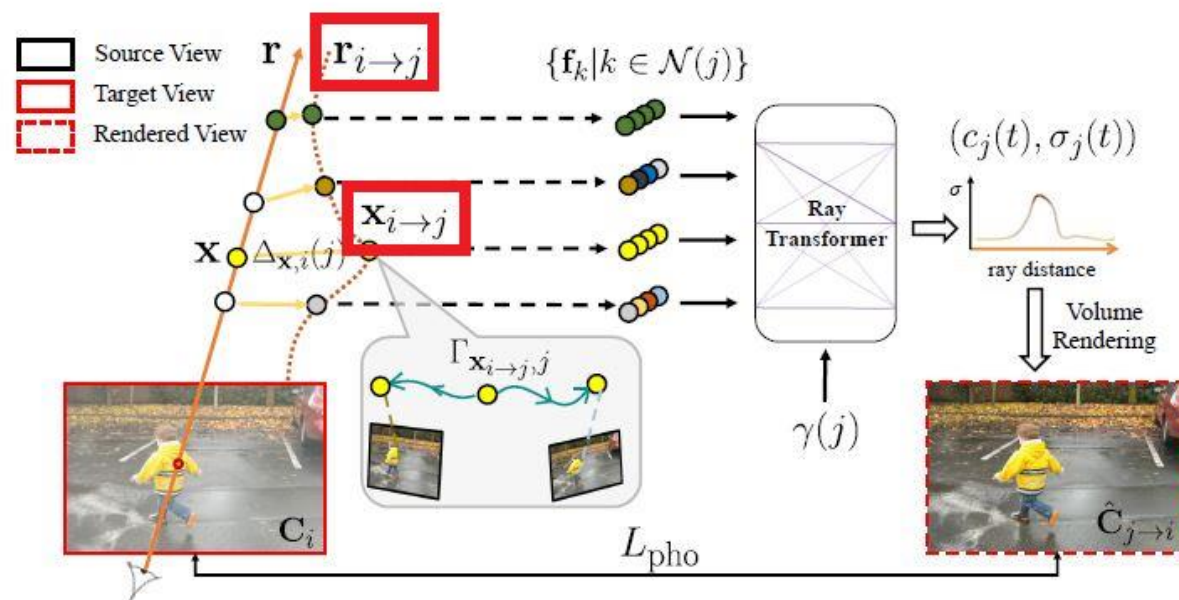 Source View
Target View
Rendered View
r
r_{i→j}
{f_k|k ∈ N(j)}
(c_j(t), σ_j(t))
σ
ray distance
Ray
Transformer
x_{i→j}
x
Δ_{x,i}(j)
Γ_{x_{i→j},j}
Volume
Rendering
γ(j)
C_i
Ĉ_{j→i}
L_pho